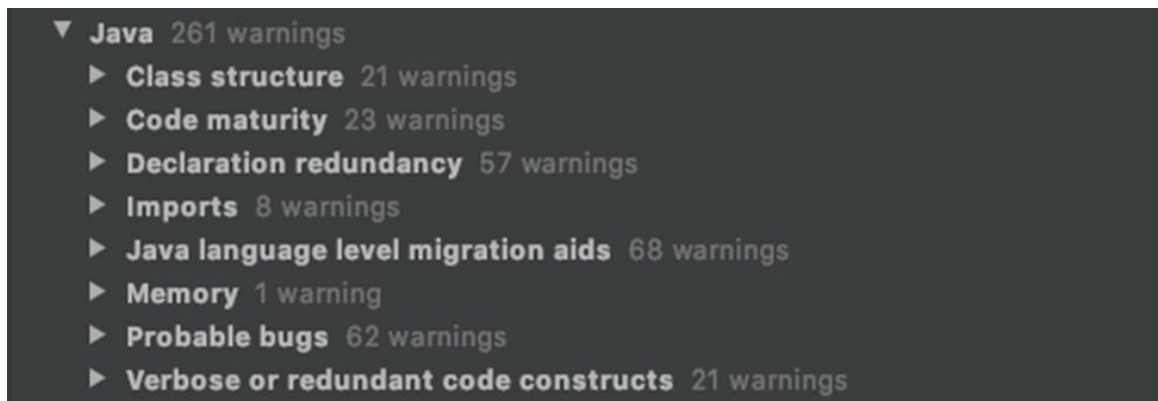 Java 261 warnings
Class structure 21 warnings
Code maturity 23 warnings
Declaration redundancy 57 warnings
Imports 8 warnings
Java language level migration aids 68 warnings
Memory 1 warning
Probable bugs 62 warnings
Verbose or redundant code constructs 21 warnings